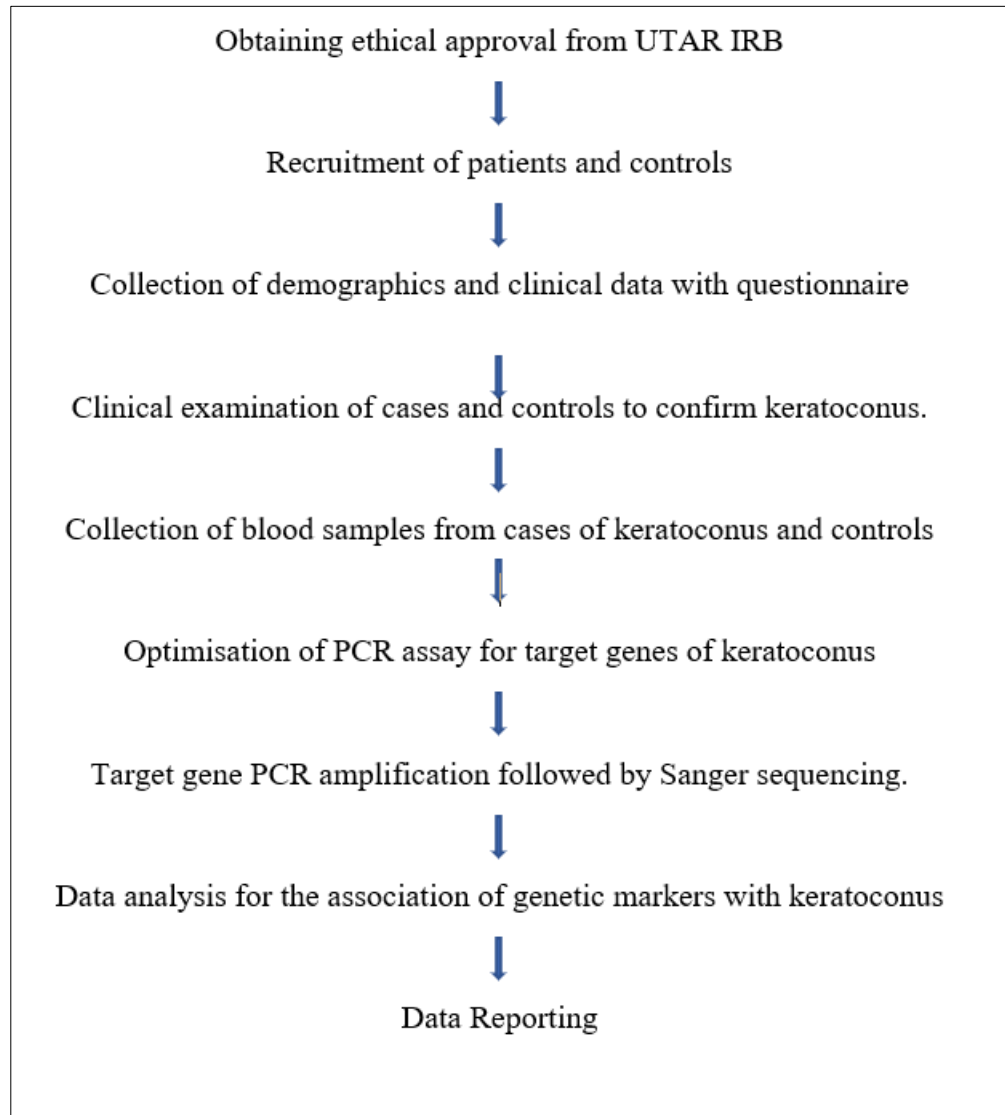 Obtaining ethical approval from UTAR IRB
Recruitment of patients and controls
Collection of demographics and clinical data with questionnaire
Clinical examination of cases and controls to confirm keratoconus.
Collection of blood samples from cases of keratoconus and controls
Optimisation of PCR assay for target genes of keratoconus
Target gene PCR amplification followed by Sanger sequencing.
Data analysis for the association of genetic markers with keratoconus
Data Reporting